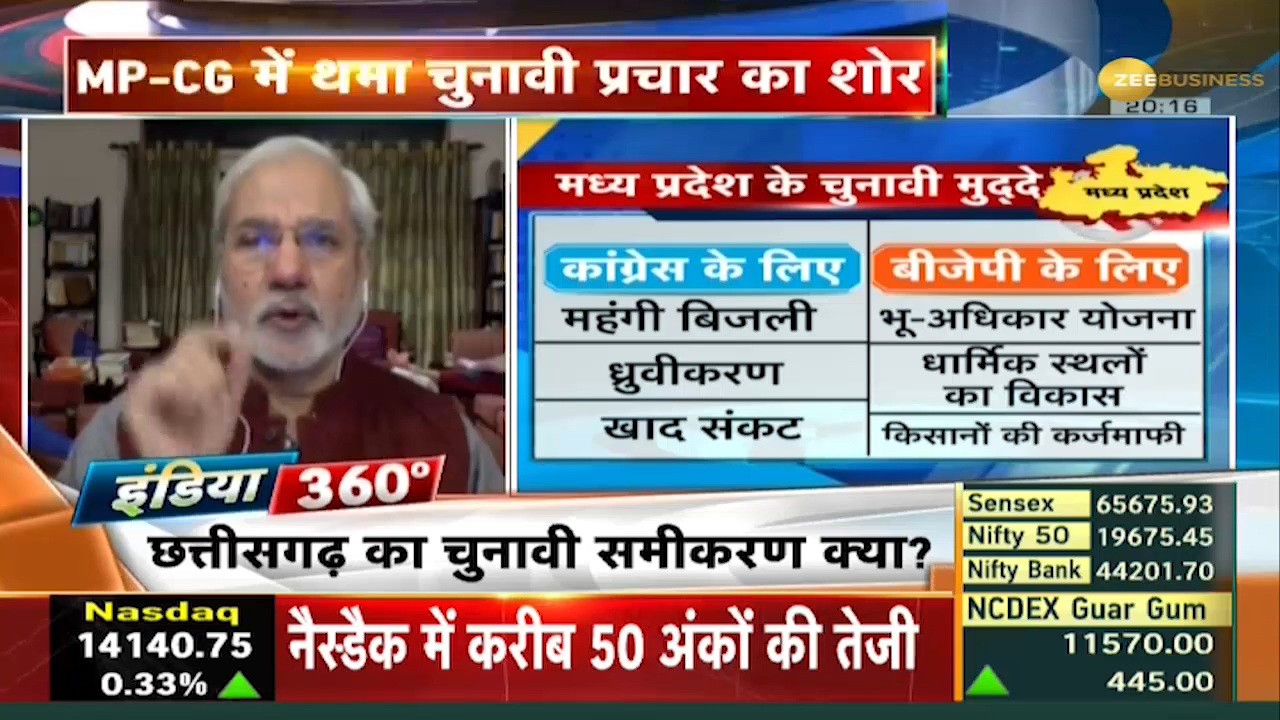 MP-CG में थमा चुनावी प्रचार का शोर
ZEEBUSINESS
20:16
मध्य प्रदेश के चुनावी मुद्दे
मध्य प्रदेश
कांग्रेस के लिए
बीजेपी के लिए
महंगी बिजली
भू-अधिकार योजना
ध्रुवीकरण
धार्मिक स्थलों
का विकास
खाद संकट
किसानों की कर्जमाफी
इंडिया 360°
छत्तीसगढ़ का चुनावी समीकरण क्या?
Sensex 65675.93
Nifty 50 19675.45
Nifty Bank 44201.70
NCDEX Guar Gum
11570.00
445.00
Nasdaq
14140.75
0.33%
नैस्डैक में करीब 50 अंकों की तेजी